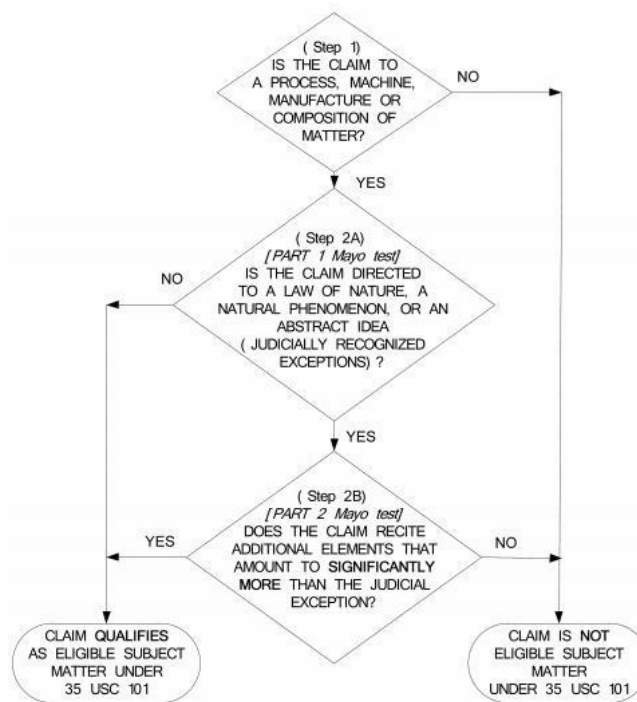 ( Step 1)
IS THE CLAIM TO
A PROCESS, MACHINE,
MANUFACTURE OR
COMPOSITION OF
MATTER?
NO
YES
( Step 2A)
[PART 1 Mayo test]
IS THE CLAIM DIRECTED
TO A LAW OF NATURE, A
NATURAL PHENOMENON, OR AN
ABSTRACT IDEA
( JUDICIALLY RECOGNIZED
EXCEPTIONS) ?
NO
YES
( Step 2B)
[PART 2 Mayo test]
DOES THE CLAIM RECITE
ADDITIONAL ELEMENTS THAT
AMOUNT TO SIGNIFICANTLY
MORE THAN THE JUDICIAL
EXCEPTION?
YES
NO
CLAIM QUALIFIES
AS ELIGIBLE SUBJECT
MATTER UNDER
35 USC 101
CLAIM IS NOT
ELIGIBLE SUBJECT
MATTER
UNDER 35 USC 101